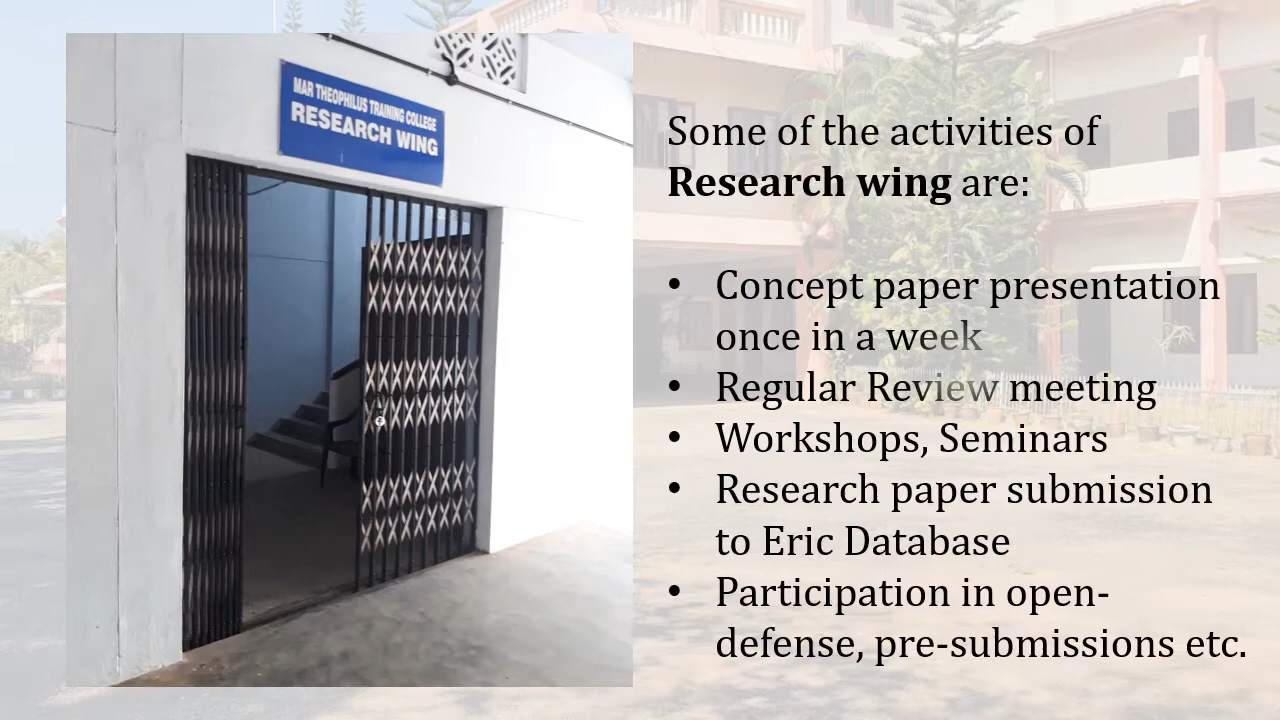 MAR THEOPHILUS TRAINING COLLEGE
RESEARCH WING
Some of the activities of
Research wing are:
• Concept paper presentation
once in a week
• Regular Review meeting
• Workshops, Seminars
• Research paper submission
to Eric Database
• Participation in open-
defense, pre-submissions etc.